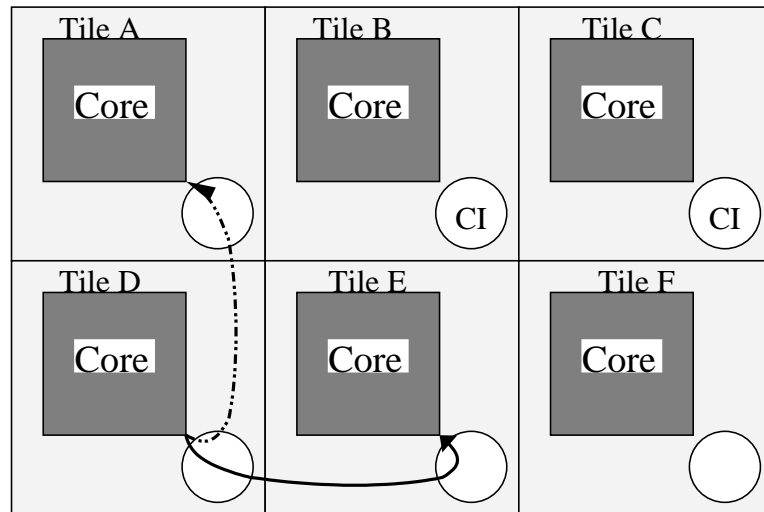 Tile A
Tile B
Tile C
Core
Core
Core
CI
CI
Tile D
Tile E
Tile F
Core
Core
Core